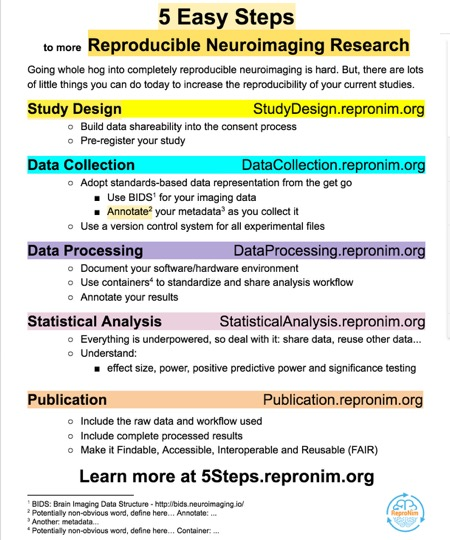 5 Easy Steps
to more Reproducible Neuroimaging Research
Going whole hog into completely reproducible neuroimaging is hard. But, there are lots
of little things you can do today to increase the reproducibility of your current studies.
Study Design StudyDesign.repronim.org
○ Build data shareability into the consent process
○ Pre-register your study
Data Collection DataCollection.repronim.org
○ Adopt standards-based data representation from the get go
■ Use BIDS¹ for your imaging data
■ Annotate² your metadata³ as you collect it
○ Use a version control system for all experimental files
Data Processing DataProcessing.repronim.org
○ Document your software/hardware environment
○ Use containers⁴ to standardize and share analysis workflow
○ Annotate your results
Statistical Analysis StatisticalAnalysis.repronim.org
○ Everything is underpowered, so deal with it: share data, reuse other data...
○ Understand:
■ effect size, power, positive predictive power and significance testing
Publication Publication.repronim.org
○ Include the raw data and workflow used
○ Include complete processed results
○ Make it Findable, Accessible, Interoperable and Reusable (FAIR)
Learn more at 5Steps.repronim.org
¹ BIDS: Brain Imaging Data Structure - http://bids.neuroimaging.io/
² Potentially non-obvious word, define here… Annotate: ...
³ Another: metadata...
⁴ Potentially non-obvious word, define here… Container: ...
ReproNim